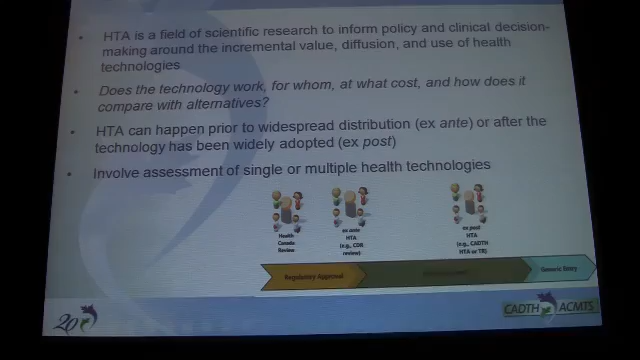 HTA is a field of scientific research to inform policy and clinical decision-
making around the incremental value, diffusion, and use of health
technologies
Does the technology work, for whom, at what cost, and how does it
compare with alternatives?
HTA can happen prior to widespread distribution (ex ante) or after the
technology has been widely adopted (ex post)
Involve assessment of single or multiple health technologies
Health
Canada
Review
ex ante
HTA
(e.g., CDR
review)
ex post
HTA
(e.g., CADTH
HTA or TR)
Regulatory Approval
Generic Entry
20
CADTH ACMTS